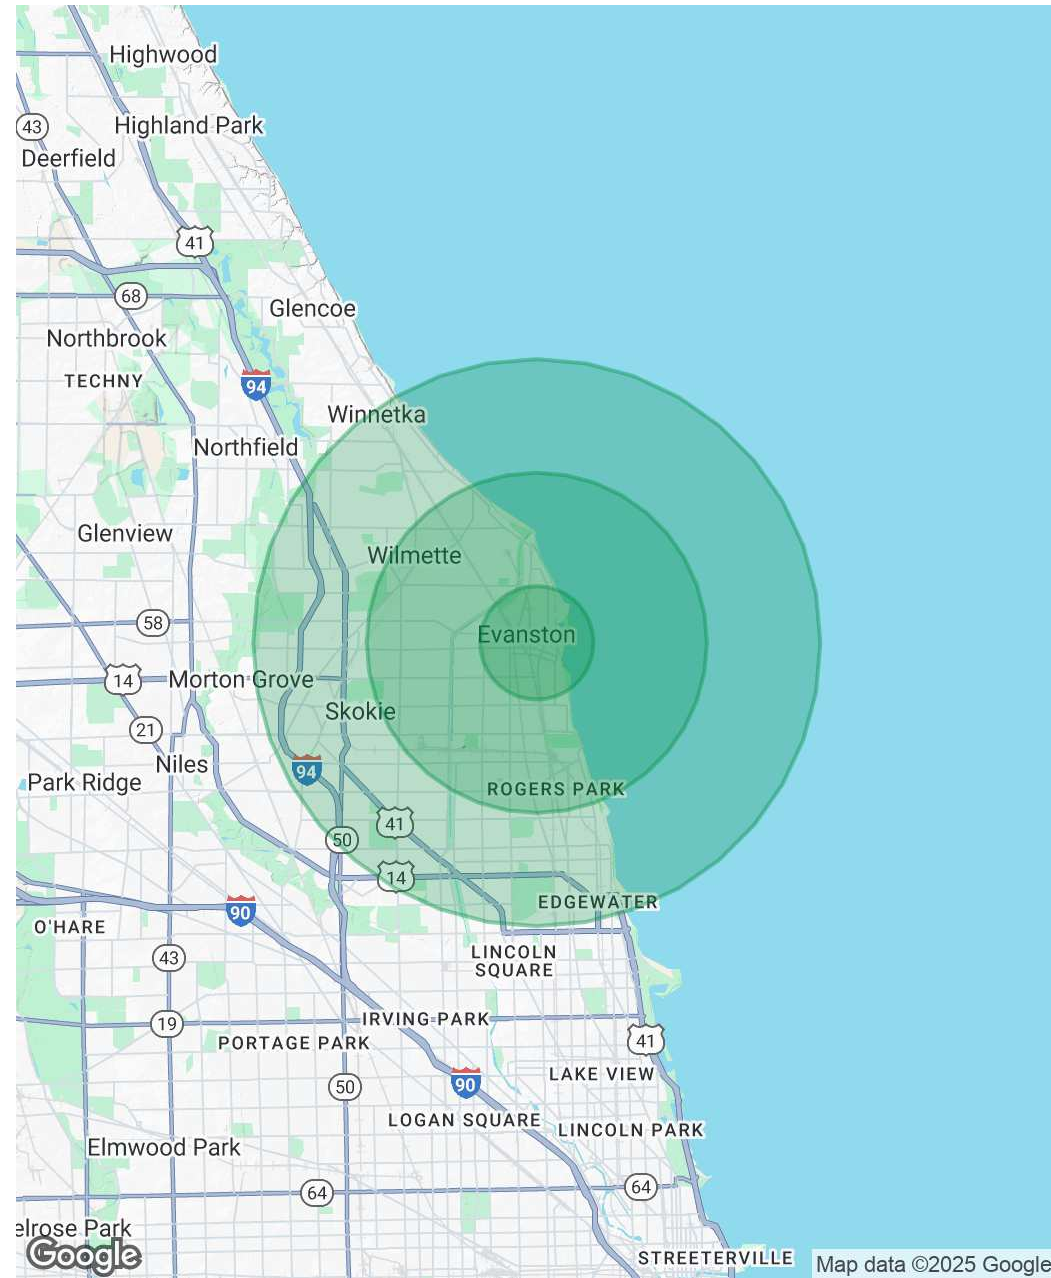 Highwood
43
Highland Park
Deerfield
41
68
Glencoe
Northbrook
TECHNY
94
Winnetka
Northfield
Glenview
Wilmette
58
Evanston
14
Morton Grove
Skokie
21
Niles
94
Park Ridge
ROGERS PARK
41
50
14
EDGEWATER
90
O'HARE
LINCOLN
SQUARE
43
19
IRVING PARK
PORTAGE PARK
41
LAKE VIEW
90
50
LOGAN SQUARE
LINCOLN PARK
Elmwood Park
64
64
elrose Park
Google
STREETERVILLE
Map data ©2025 Google